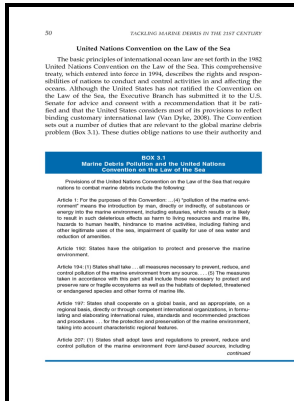 50
TACKLING MARINE DEBRIS IN THE 21ST CENTURY
United Nations Convention on the Law of the Sea
The basic principles of international ocean law are set forth in the 1982
United Nations Convention on the Law of the Sea. This comprehensive
treaty, which entered into force in 1994, describes the rights and respon-
sibilities of nations to conduct and control activities in and affecting the
oceans. Although the United States has not ratified the Convention on
the Law of the Sea, the Executive Branch has submitted it to the U.S.
Senate for advice and consent with a recommendation that it be rati-
fied and that the United States considers most of its provisions to reflect
binding customary international law (Van Dyke, 2008). The Convention
sets out a number of duties that are relevant to the global marine debris
problem (Box 3.1). These duties oblige nations to use their authority and
BOX 3.1
Marine Debris Pollution and the United Nations
Convention on the Law of the Sea
Provisions of the United Nations Convention on the Law of the Sea that require
nations to combat marine debris include the following:
Article 1: For the purposes of this Convention: …(4) "pollution of the marine envi-
ronment" means the introduction by man, directly or indirectly, of substances or
energy into the marine environment, including estuaries, which results or is likely
to result in such deleterious effects as harm to living resources and marine life,
hazards to human health, hindrance to marine activities, including fishing and
other legitimate uses of the sea, impairment of quality for use of sea water and
reduction of amenities.
Article 192: States have the obligation to protect and preserve the marine
environment.
Article 194: (1) States shall take … all measures necessary to prevent, reduce, and
control pollution of the marine environment from any source. … (5) The measures
taken in accordance with this part shall include those necessary to protect and
preserve rare or fragile ecosystems as well as the habitats of depleted, threatened
or endangered species and other forms of marine life.
Article 197: States shall cooperate on a global basis, and as appropriate, on a
regional basis, directly or through competent international organizations, in formu-
lating and elaborating international rules, standards and recommended practices
and procedures … for the protection and preservation of the marine environment,
taking into account characteristic regional features.
Article 207: (1) States shall adopt laws and regulations to prevent, reduce and
control pollution of the marine environment from land-based sources, including
continued